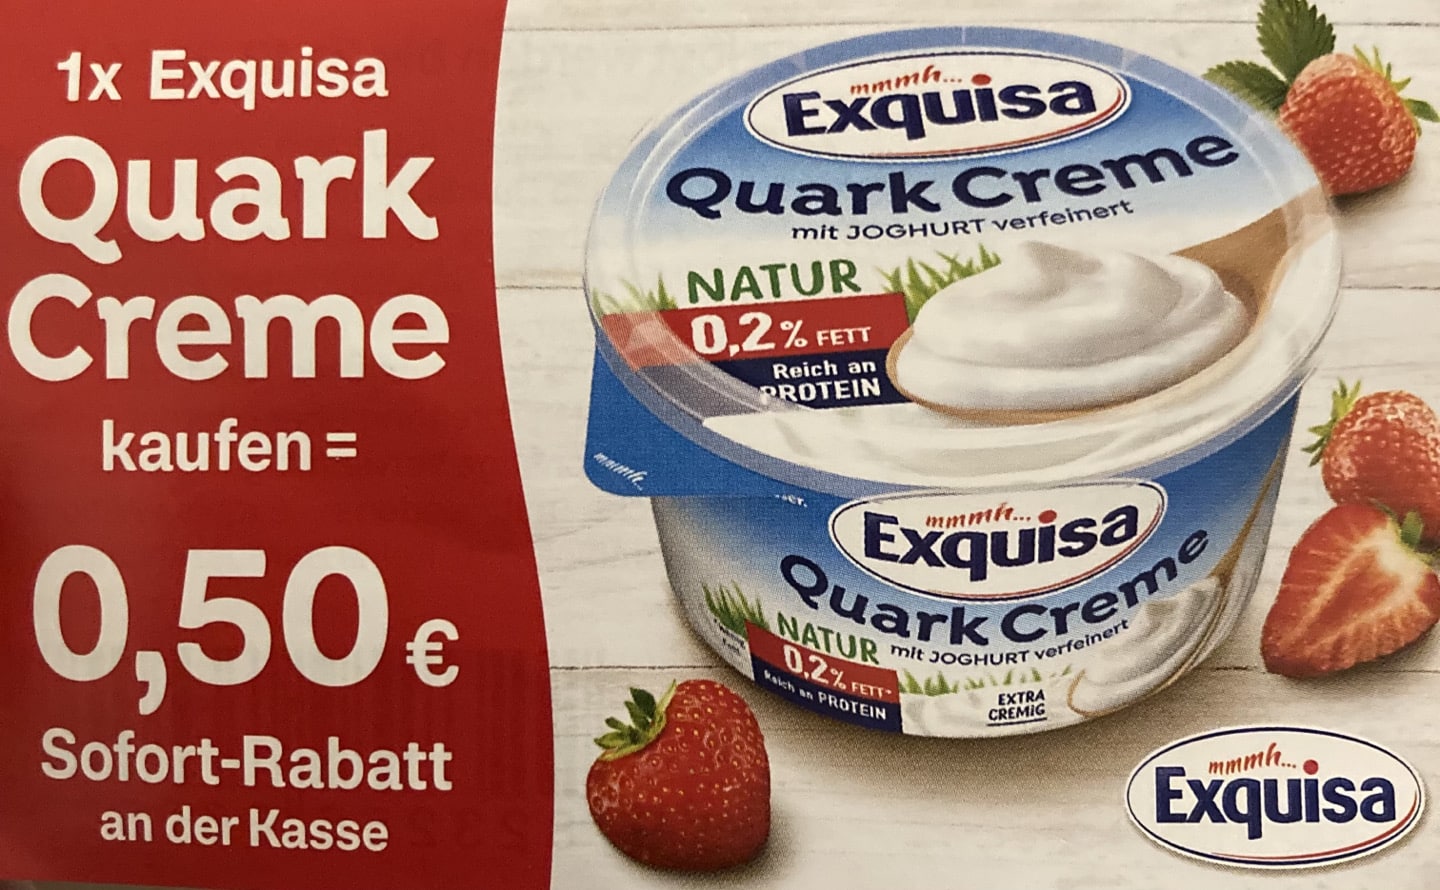 1x Exquisa
Quark
Creme
kaufen =
0,50 €
Sofort-Rabatt
an der Kasse
mmmh...
Exquisa
Quark Creme
mit JOGHURT verfeinert
NATUR
0,2% FETT
Reich an
PROTEIN
mmmh...
mmmh...
Exquisa
Quark Creme
mit JOGHURT verfeinert
NATUR
0,2% FETT
Reich an PROTEIN
EXTRA
CREMIG
mmmh...
Exquisa